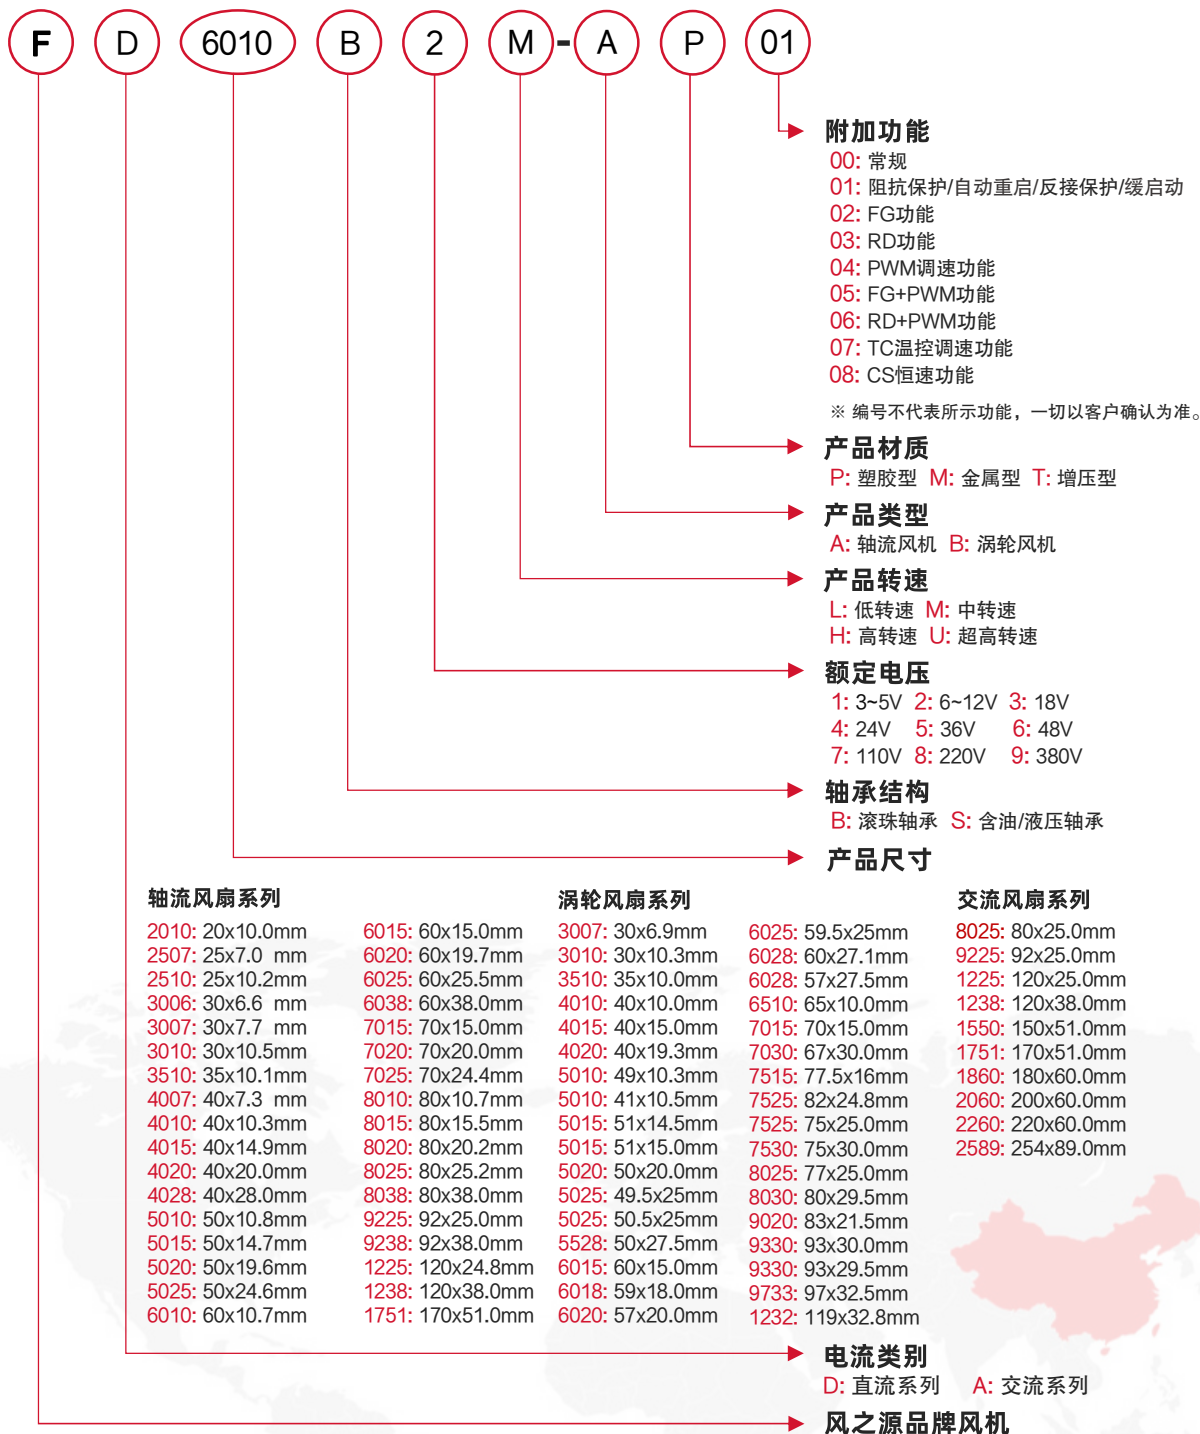 F D 6010 B 2 M-A P 01
附加功能
00: 常规
01: 阻抗保护/自动重启/反接保护/缓启动
02: FG功能
03: RD功能
04: PWM调速功能
05: FG+PWM功能
06: RD+PWM功能
07: TC温控调速功能
08: CS恒速功能
※ 编号不代表所示功能，一切以客户确认为准。
产品材质
P: 塑胶型 M: 金属型 T: 增压型
产品类型
A: 轴流风机 B: 涡轮风机
产品转速
L: 低转速 M: 中转速
H: 高转速 U: 超高转速
额定电压
1: 3~5V 2: 6~12V 3: 18V
4: 24V 5: 36V 6: 48V
7: 110V 8: 220V 9: 380V
轴承结构
B: 滚珠轴承 S: 含油/液压轴承
产品尺寸
轴流风扇系列
2010: 20x10.0mm
2507: 25x7.0 mm
2510: 25x10.2mm
3006: 30x6.6 mm
3007: 30x7.7 mm
3010: 30x10.5mm
3510: 35x10.1mm
4007: 40x7.3 mm
4010: 40x10.3mm
4015: 40x14.9mm
4020: 40x20.0mm
4028: 40x28.0mm
5010: 50x10.8mm
5015: 50x14.7mm
5020: 50x19.6mm
5025: 50x24.6mm
6010: 60x10.7mm
6015: 60x15.0mm
6020: 60x19.7mm
6025: 60x25.5mm
6038: 60x38.0mm
7015: 70x15.0mm
7020: 70x20.0mm
7025: 70x24.4mm
8010: 80x10.7mm
8015: 80x15.5mm
8020: 80x20.2mm
8025: 80x25.2mm
8038: 80x38.0mm
9225: 92x25.0mm
9238: 92x38.0mm
1225: 120x24.8mm
1238: 120x38.0mm
1751: 170x51.0mm
涡轮风扇系列
3007: 30x6.9mm
3010: 30x10.3mm
3510: 35x10.0mm
4010: 40x10.0mm
4015: 40x15.0mm
4020: 40x19.3mm
5010: 49x10.3mm
5010: 41x10.5mm
5015: 51x14.5mm
5015: 51x15.0mm
5020: 50x20.0mm
5025: 49.5x25mm
5025: 50.5x25mm
5528: 50x27.5mm
6015: 60x15.0mm
6018: 59x18.0mm
6020: 57x20.0mm
6025: 59.5x25mm
6028: 60x27.1mm
6028: 57x27.5mm
6510: 65x10.0mm
7015: 70x15.0mm
7030: 67x30.0mm
7515: 77.5x16mm
7525: 82x24.8mm
7525: 75x25.0mm
7530: 75x30.0mm
8025: 77x25.0mm
8030: 80x29.5mm
9020: 83x21.5mm
9330: 93x30.0mm
9330: 93x29.5mm
9733: 97x32.5mm
1232: 119x32.8mm
交流风扇系列
8025: 80x25.0mm
9225: 92x25.0mm
1225: 120x25.0mm
1238: 120x38.0mm
1550: 150x51.0mm
1751: 170x51.0mm
1860: 180x60.0mm
2060: 200x60.0mm
2260: 220x60.0mm
2589: 254x89.0mm
电流类别
D: 直流系列 A: 交流系列
风之源品牌风机